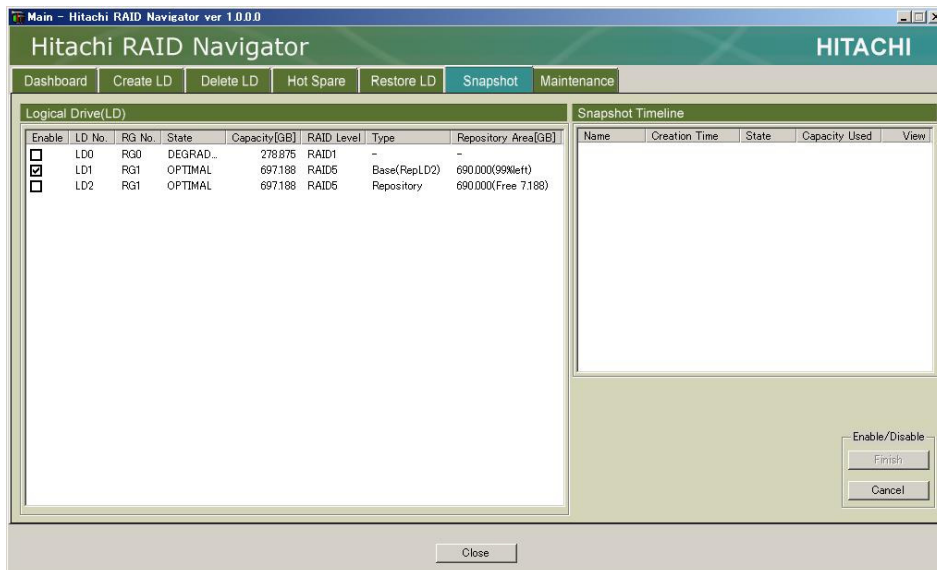 Main - Hitachi RAID Navigator ver 1.0.0.0
Hitachi RAID Navigator HITACHI
Dashboard Create LD Delete LD Hot Spare Restore LD Snapshot Maintenance
Logical Drive(LD)
Enable LD No. RG No. State Capacity[GB] RAID Level Type Repository Area[GB]
LD0 RG0 DEGRAD... 278.875 RAID1 - -
LD1 RG1 OPTIMAL 697.188 RAID5 Base(RepLD2) 690.000(99%left)
LD2 RG1 OPTIMAL 697.188 RAID5 Repository 690.000(Free 7.188)
Snapshot Timeline
Name Creation Time State Capacity Used View
Enable/Disable
Finish
Cancel
Close